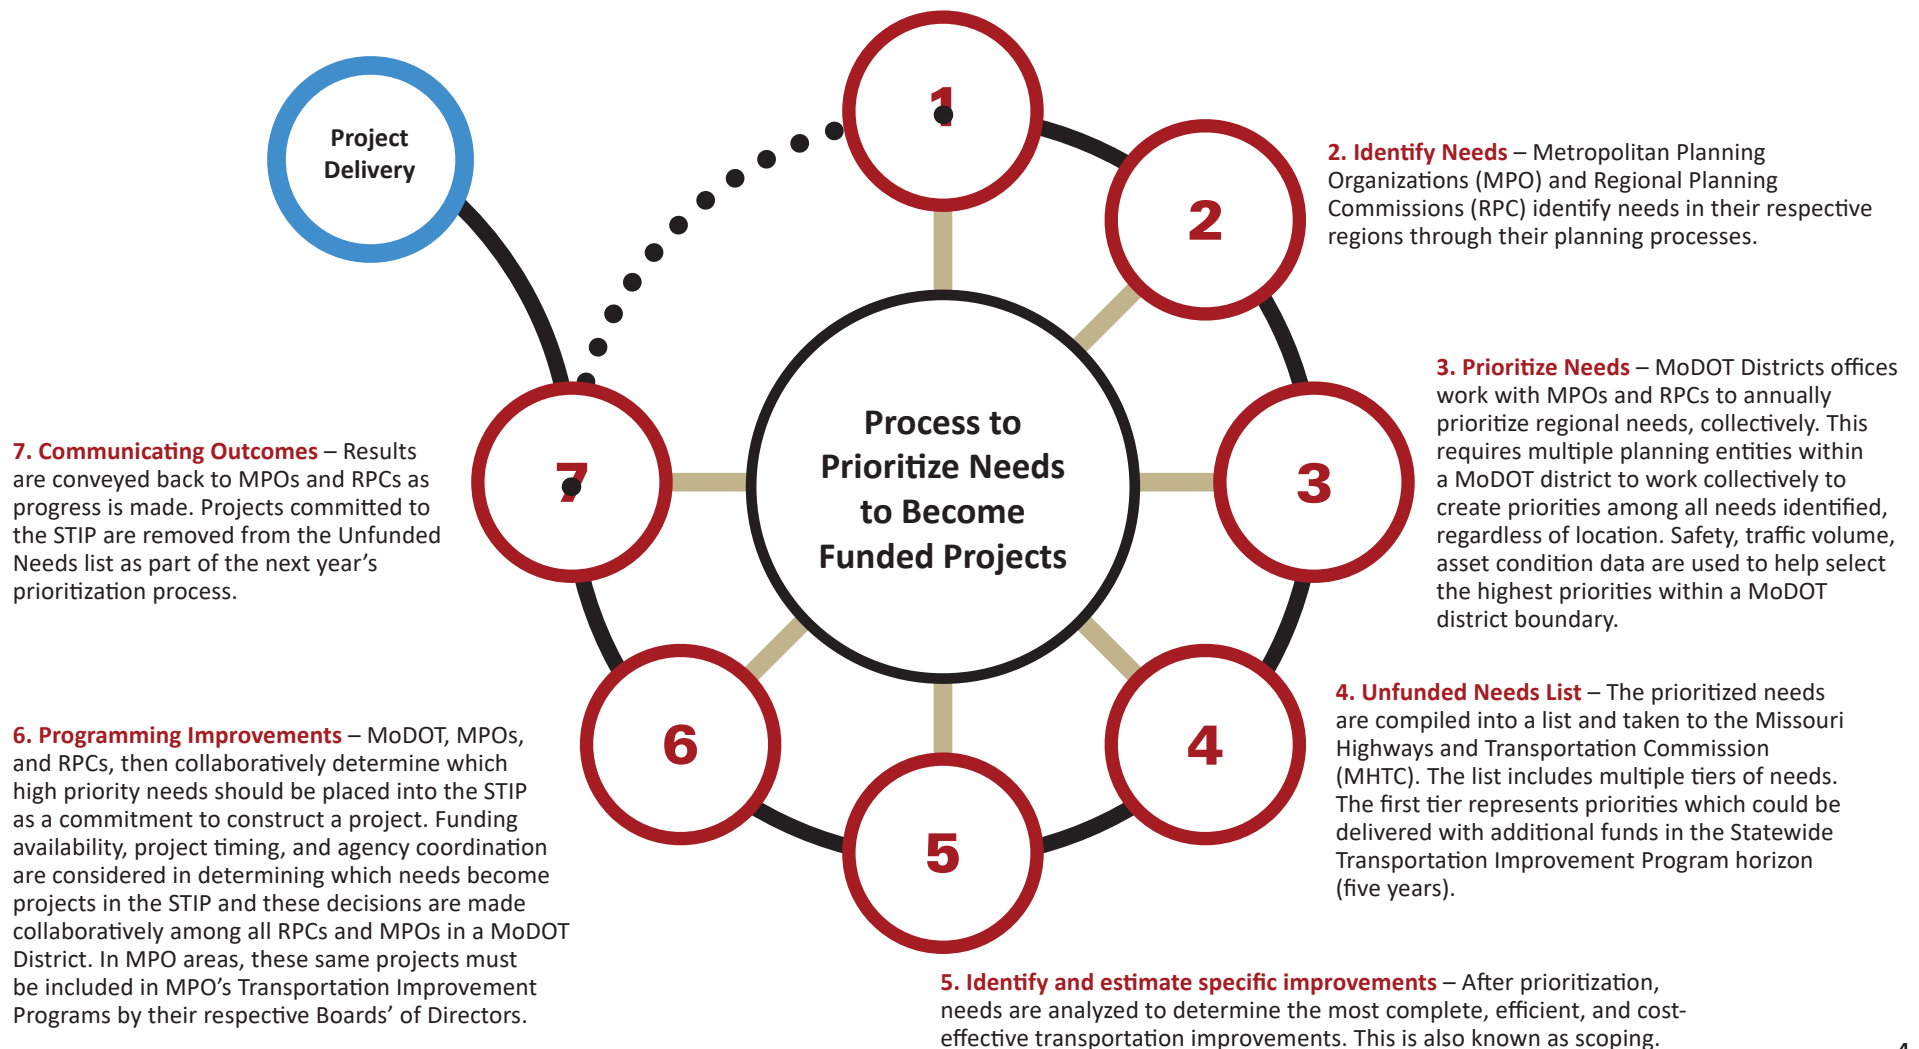 Project
Delivery
1
2
3
4
5
6
7
Process to
Prioritize Needs
to Become
Funded Projects
2. Identify Needs – Metropolitan Planning
Organizations (MPO) and Regional Planning
Commissions (RPC) identify needs in their respective
regions through their planning processes.
3. Prioritize Needs – MoDOT Districts offices
work with MPOs and RPCs to annually
prioritize regional needs, collectively. This
requires multiple planning entities within
a MoDOT district to work collectively to
create priorities among all needs identified,
regardless of location. Safety, traffic volume,
asset condition data are used to help select
the highest priorities within a MoDOT
district boundary.
4. Unfunded Needs List – The prioritized needs
are compiled into a list and taken to the Missouri
Highways and Transportation Commission
(MHTC). The list includes multiple tiers of needs.
The first tier represents priorities which could be
delivered with additional funds in the Statewide
Transportation Improvement Program horizon
(five years).
5. Identify and estimate specific improvements – After prioritization,
needs are analyzed to determine the most complete, efficient, and cost-
effective transportation improvements. This is also known as scoping.
6. Programming Improvements – MoDOT, MPOs,
and RPCs, then collaboratively determine which
high priority needs should be placed into the STIP
as a commitment to construct a project. Funding
availability, project timing, and agency coordination
are considered in determining which needs become
projects in the STIP and these decisions are made
collaboratively among all RPCs and MPOs in a MoDOT
District. In MPO areas, these same projects must
be included in MPO's Transportation Improvement
Programs by their respective Boards' of Directors.
7. Communicating Outcomes – Results
are conveyed back to MPOs and RPCs as
progress is made. Projects committed to
the STIP are removed from the Unfunded
Needs list as part of the next year's
prioritization process.